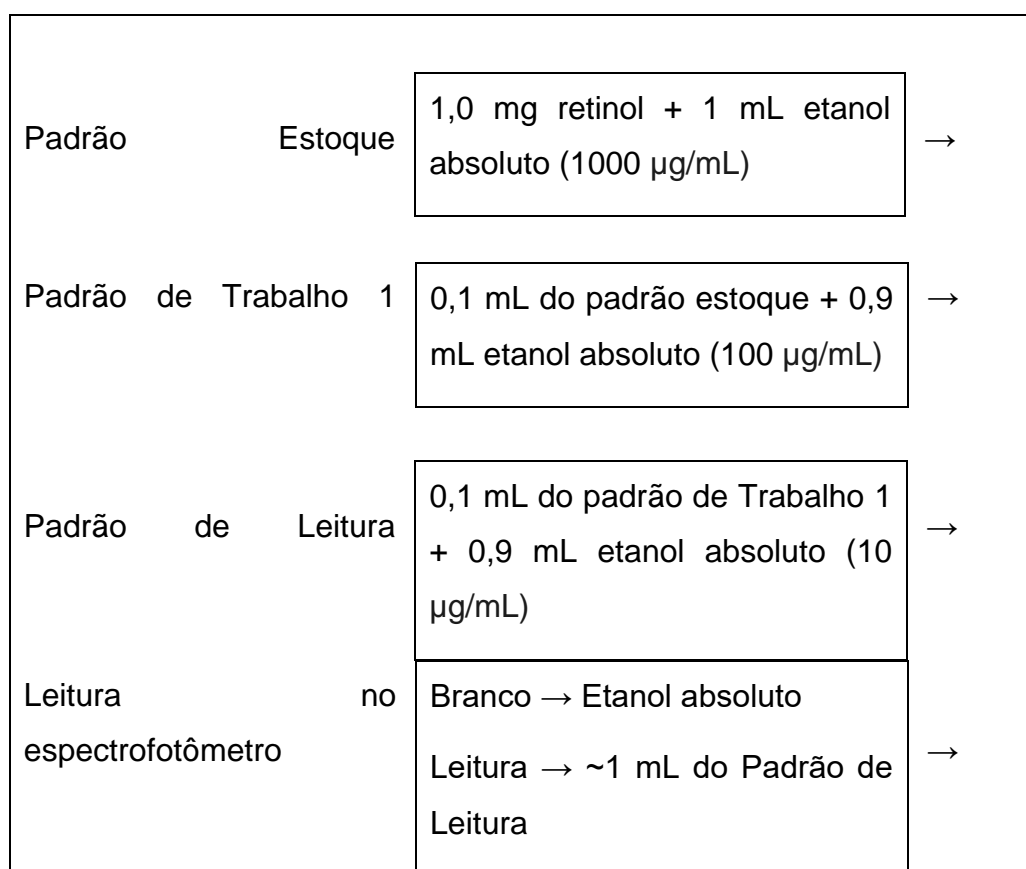 Padrão Estoque
1,0 mg retinol + 1 mL etanol
absoluto (1000 μg/mL)
→
Padrão de Trabalho 1
0,1 mL do padrão estoque + 0,9
mL etanol absoluto (100 μg/mL)
→
Padrão de Leitura
0,1 mL do padrão de Trabalho 1
+ 0,9 mL etanol absoluto (10
μg/mL)
→
Leitura no
espectrofotômetro
Branco → Etanol absoluto
Leitura → ~1 mL do Padrão de
Leitura
→